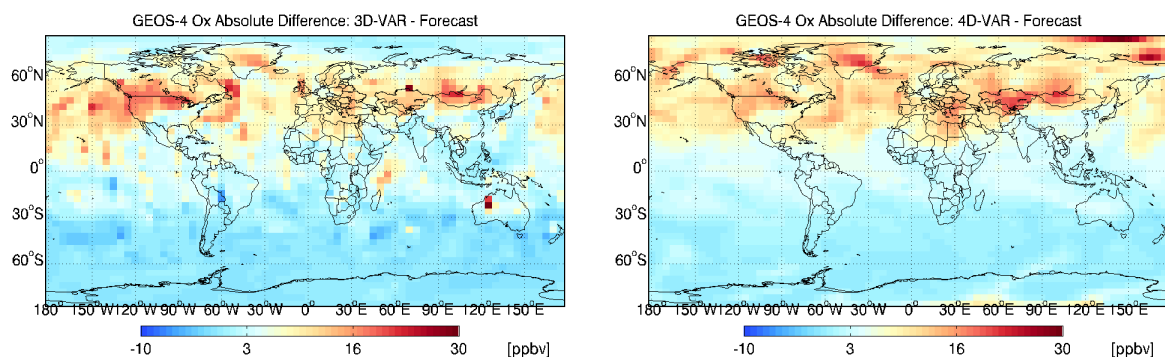 GEOS-4 Ox Absolute Difference: 3D-VAR - Forecast
60°N
30°N
0°
30°S
60°S
180°W 150°W 120°W 90°W 60°W 30°W 0° 30°E 60°E 90°E 120°E 150°E
-10 3 16 30 [ppbv]
GEOS-4 Ox Absolute Difference: 4D-VAR - Forecast
60°N
30°N
0°
30°S
60°S
180°W 150°W 120°W 90°W 60°W 30°W 0° 30°E 60°E 90°E 120°E 150°E
-10 3 16 30 [ppbv]